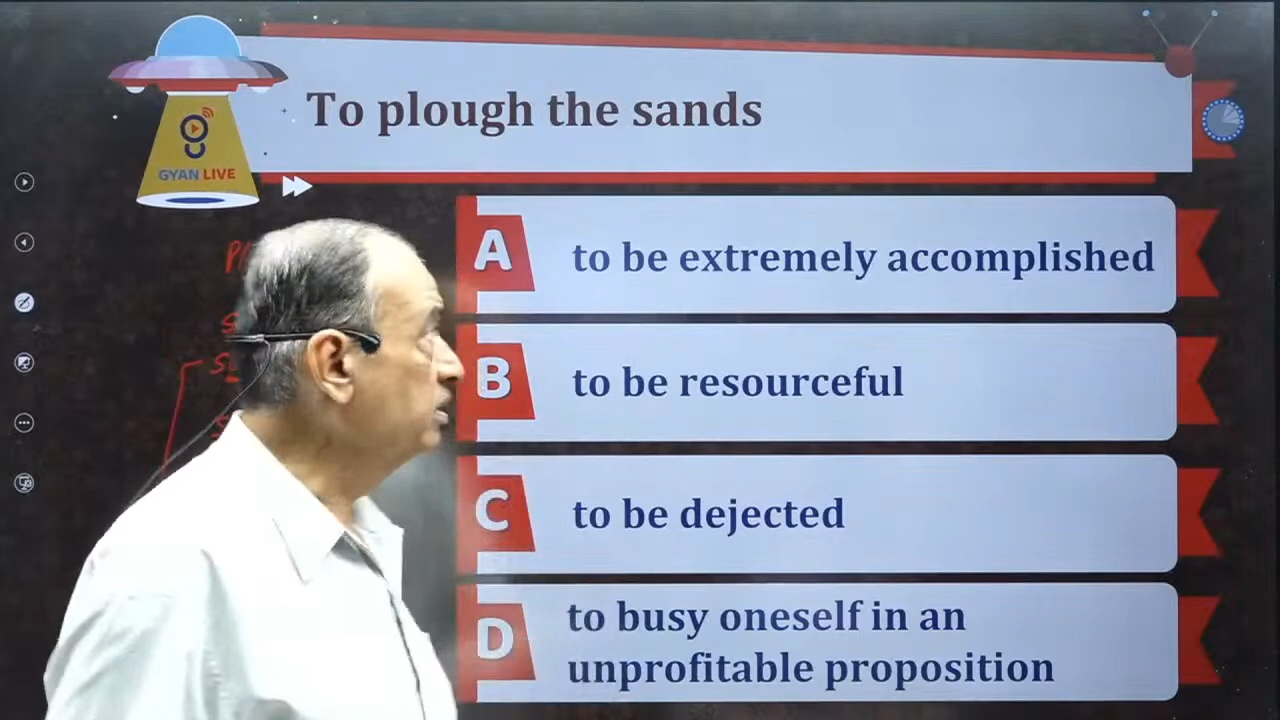 To plough the sands
GYAN LIVE
A to be extremely accomplished
B to be resourceful
C to be dejected
D to busy oneself in an
unprofitable proposition